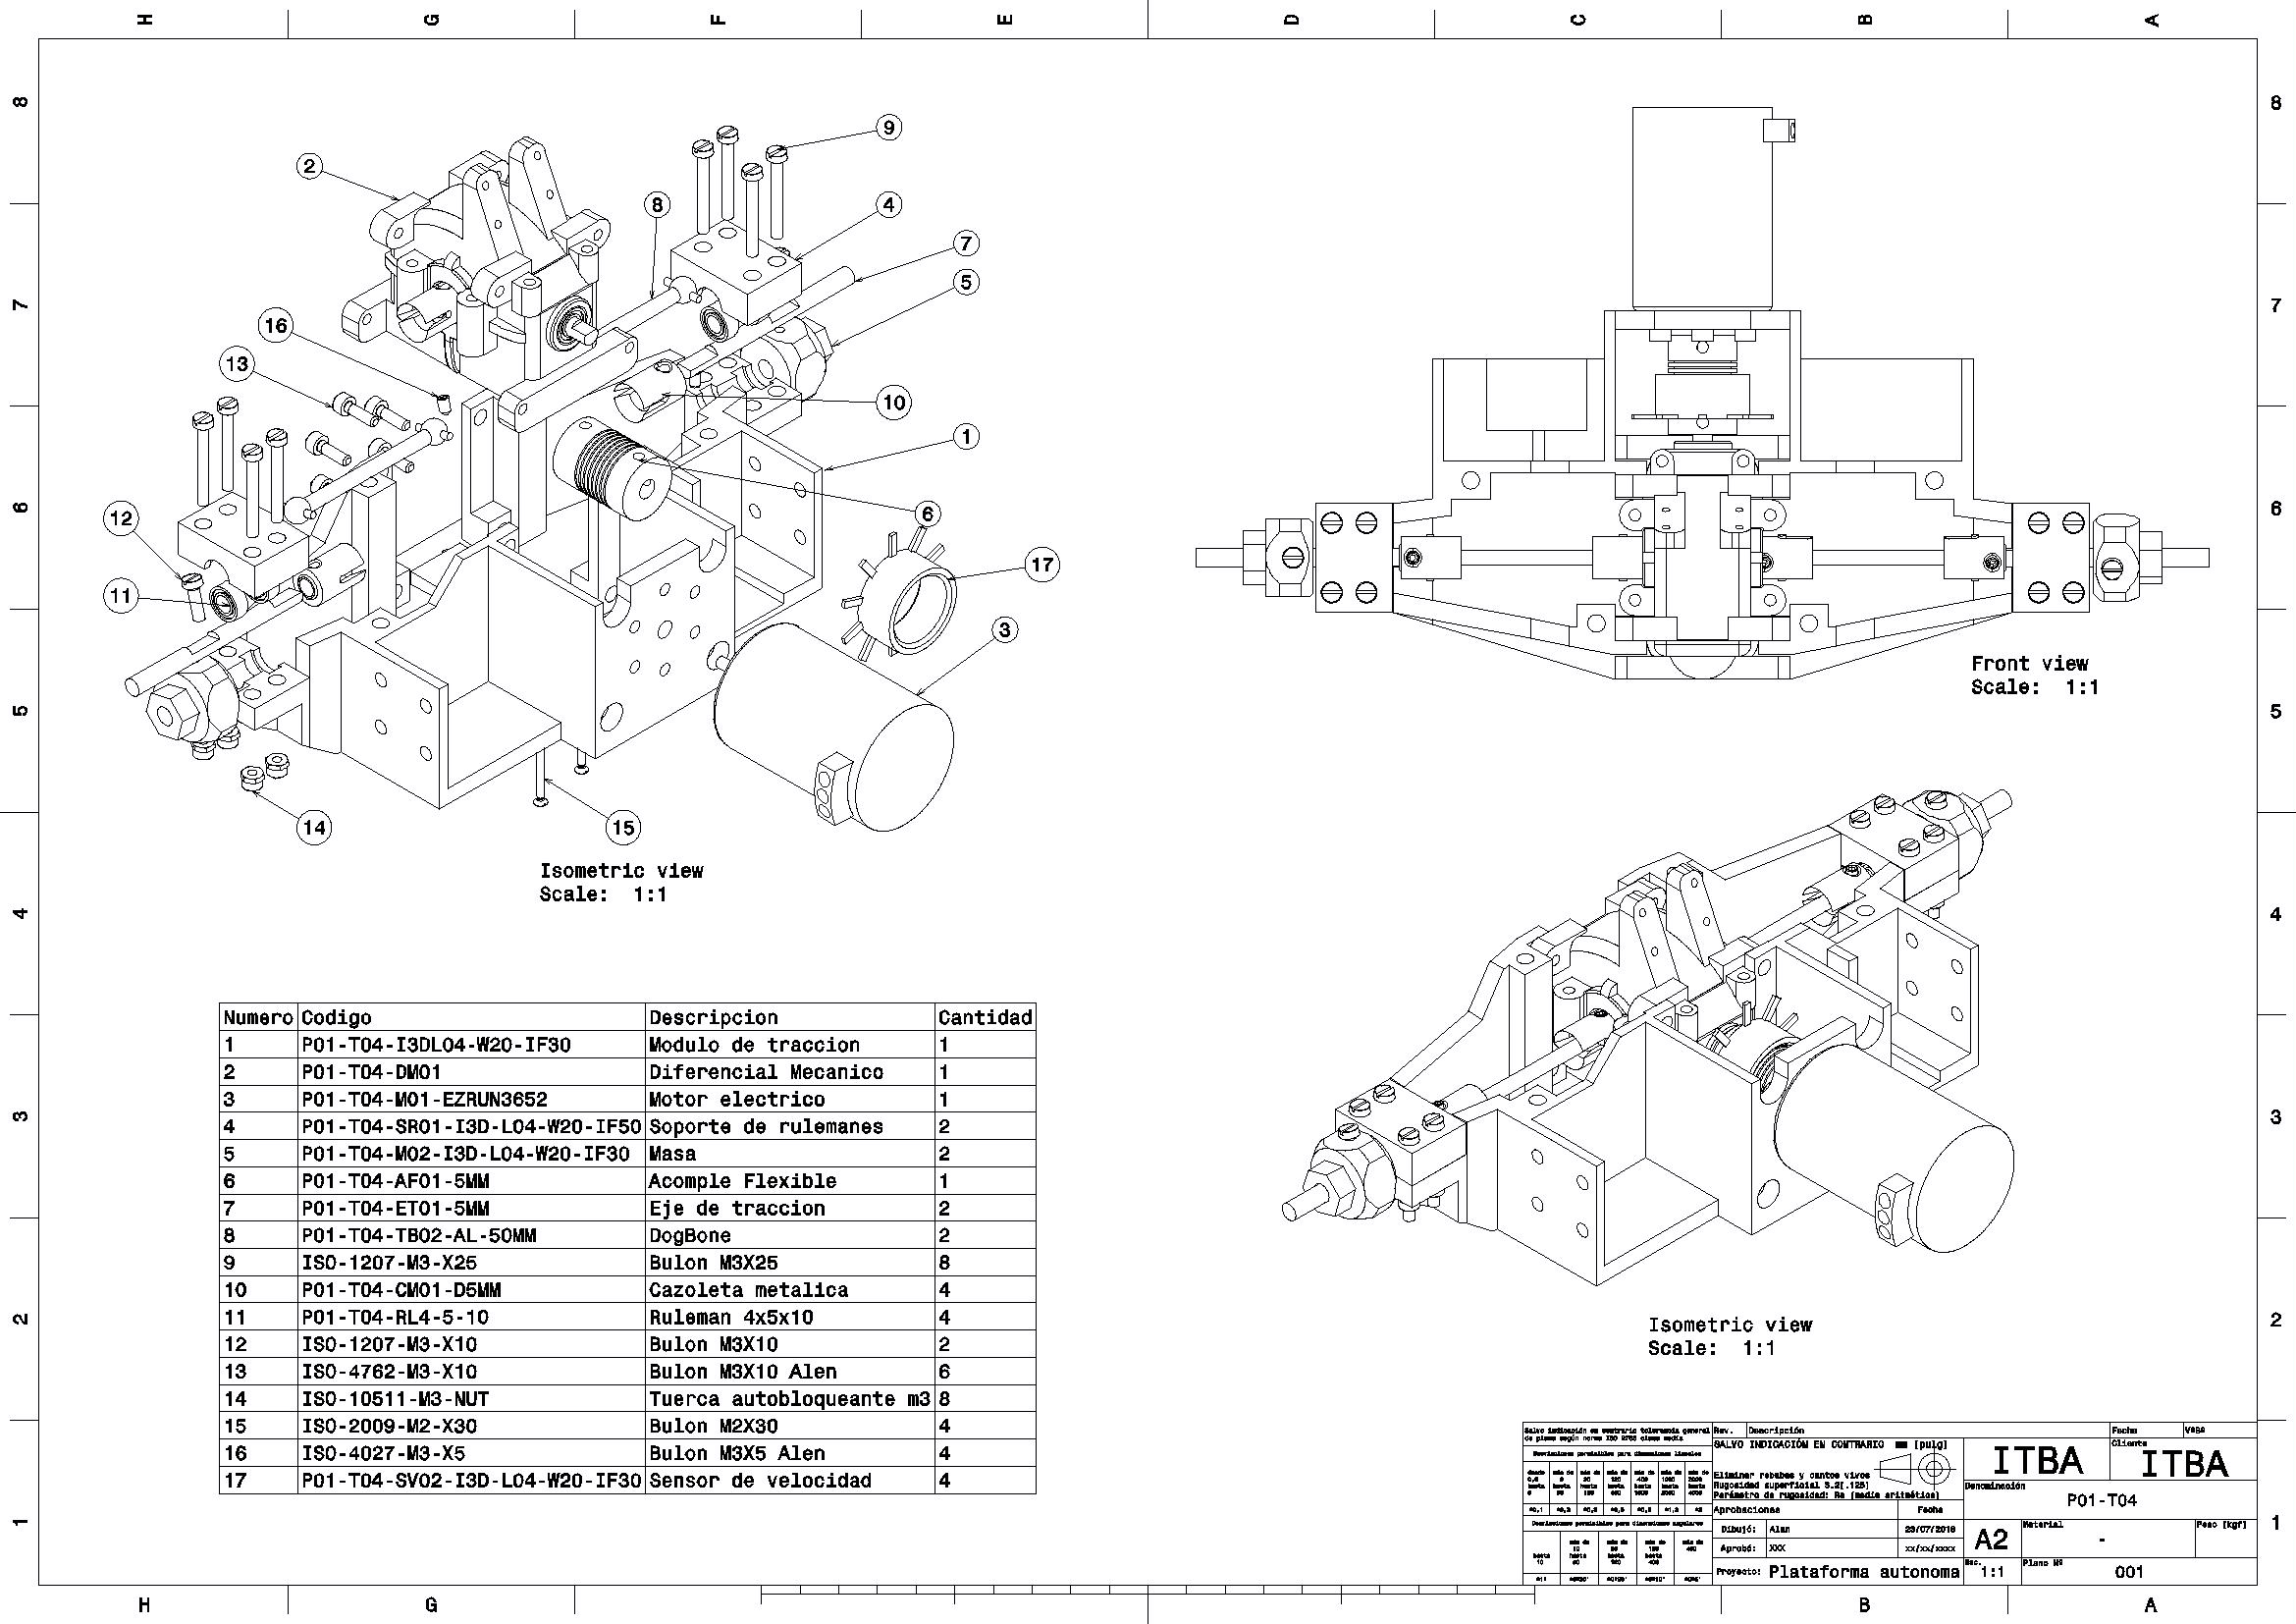 H G F E D C B A
8 8
7 7
6 6
5 5
4 4
3 3
2 2
1 1
2
9
8
4
7
5
16
13
10
1
12
6
11
17
3
14
15
Isometric view
Scale: 1:1
Front view
Scale: 1:1
Isometric view
Scale: 1:1
Numero Codigo Descripcion Cantidad
1 P01-T04-I3DL04-W20-IF30 Modulo de traccion 1
2 P01-T04-DM01 Diferencial Mecanico 1
3 P01-T04-M01-EZRUN3652 Motor electrico 1
4 P01-T04-SR01-I3D-L04-W20-IF50 Soporte de rulemanes 2
5 P01-T04-M02-I3D-L04-W20-IF30 Masa 2
6 P01-T04-AF01-5MM Acomple Flexible 1
7 P01-T04-ET01-5MM Eje de traccion 2
8 P01-T04-TB02-AL-50MM DogBone 2
9 ISO-1207-M3-X25 Bulon M3X25 8
10 P01-T04-CM01-D5MM Cazoleta metalica 4
11 P01-T04-RL4-5-10 Ruleman 4x5x10 4
12 ISO-1207-M3-X10 Bulon M3X10 2
13 ISO-4762-M3-X10 Bulon M3X10 Alen 6
14 ISO-10511-M3-NUT Tuerca autobloqueante m3 8
15 ISO-2009-M2-X30 Bulon M2X30 4
16 ISO-4027-M3-X5 Bulon M3X5 Alen 4
17 P01-T04-SV02-I3D-L04-W20-IF30 Sensor de velocidad 4
Salvo indicación en contrario tolerancia general
de plano según norma ISO 2768 clase media
Rev. Descripción Fecha
SALVO INDICACIÓN EN CONTRARIO mm [pulg]
Eliminar rebabas y cantos vivos
Rugosidad superficial 3.2[.125]
Parámetro de rugosidad: Ra (media aritmética)
Aprobaciones Fecha
Dibujó: Alan 23/07/2018
Aprobó: XXX xx/xx/xxxx
Proyecto: Plataforma autonoma
ITBA
Cliente
ITBA
Denominación
P01-T04
A2
Material
-
Peso [kgf]
Esc.
1:1
Plano Nº
001
H G B A